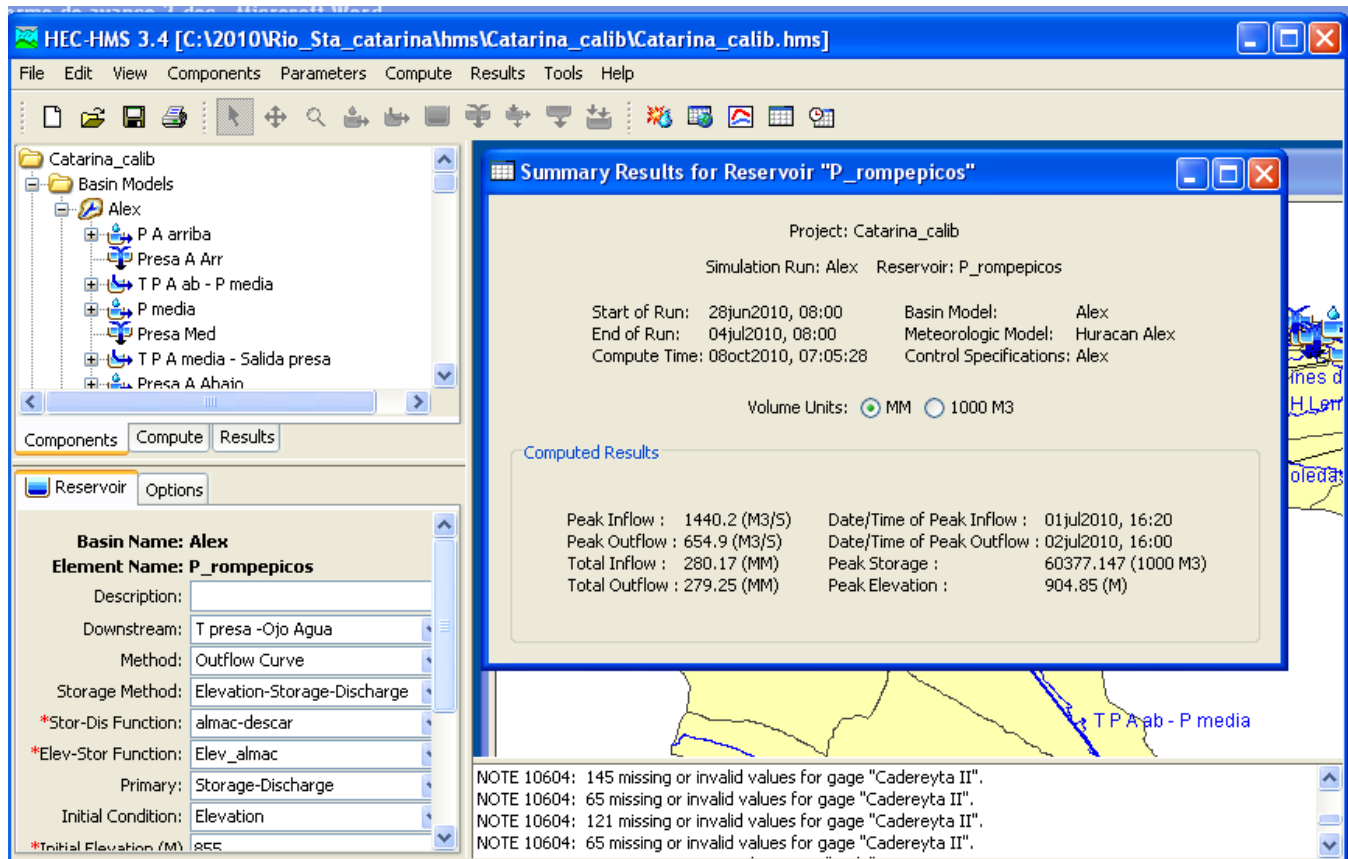 HEC-HMS 3.4 [C:\2010\Rio_Sta_catarina\hms\Catarina_calib\Catarina_calib.hms]
File Edit View Components Parameters Compute Results Tools Help
Catarina_calib
Basin Models
Alex
P A arriba
Presa A Arr
T P A ab - P media
P media
Presa Med
T P A media - Salida presa
Presa A Abajo
Components Compute Results
Reservoir Options
Basin Name: Alex
Element Name: P_rompepicos
Description:
Downstream: T presa -Ojo Agua
Method: Outflow Curve
Storage Method: Elevation-Storage-Discharge
*Stor-Dis Function: almac-descar
*Elev-Stor Function: Elev_almac
Primary: Storage-Discharge
Initial Condition: Elevation
*Initial Elevation (M) 855
Summary Results for Reservoir "P_rompepicos"
Project: Catarina_calib
Simulation Run: Alex Reservoir: P_rompepicos
Start of Run: 28jun2010, 08:00 Basin Model: Alex
End of Run: 04jul2010, 08:00 Meteorologic Model: Huracan Alex
Compute Time: 08oct2010, 07:05:28 Control Specifications: Alex
Volume Units: MM 1000 M3
Computed Results
Peak Inflow : 1440.2 (M3/S) Date/Time of Peak Inflow : 01jul2010, 16:20
Peak Outflow : 654.9 (M3/S) Date/Time of Peak Outflow : 02jul2010, 16:00
Total Inflow : 280.17 (MM) Peak Storage : 60377.147 (1000 M3)
Total Outflow : 279.25 (MM) Peak Elevation : 904.85 (M)
T P A ab - P media
NOTE 10604: 145 missing or invalid values for gage "Cadereyta II".
NOTE 10604: 65 missing or invalid values for gage "Cadereyta II".
NOTE 10604: 121 missing or invalid values for gage "Cadereyta II".
NOTE 10604: 65 missing or invalid values for gage "Cadereyta II".